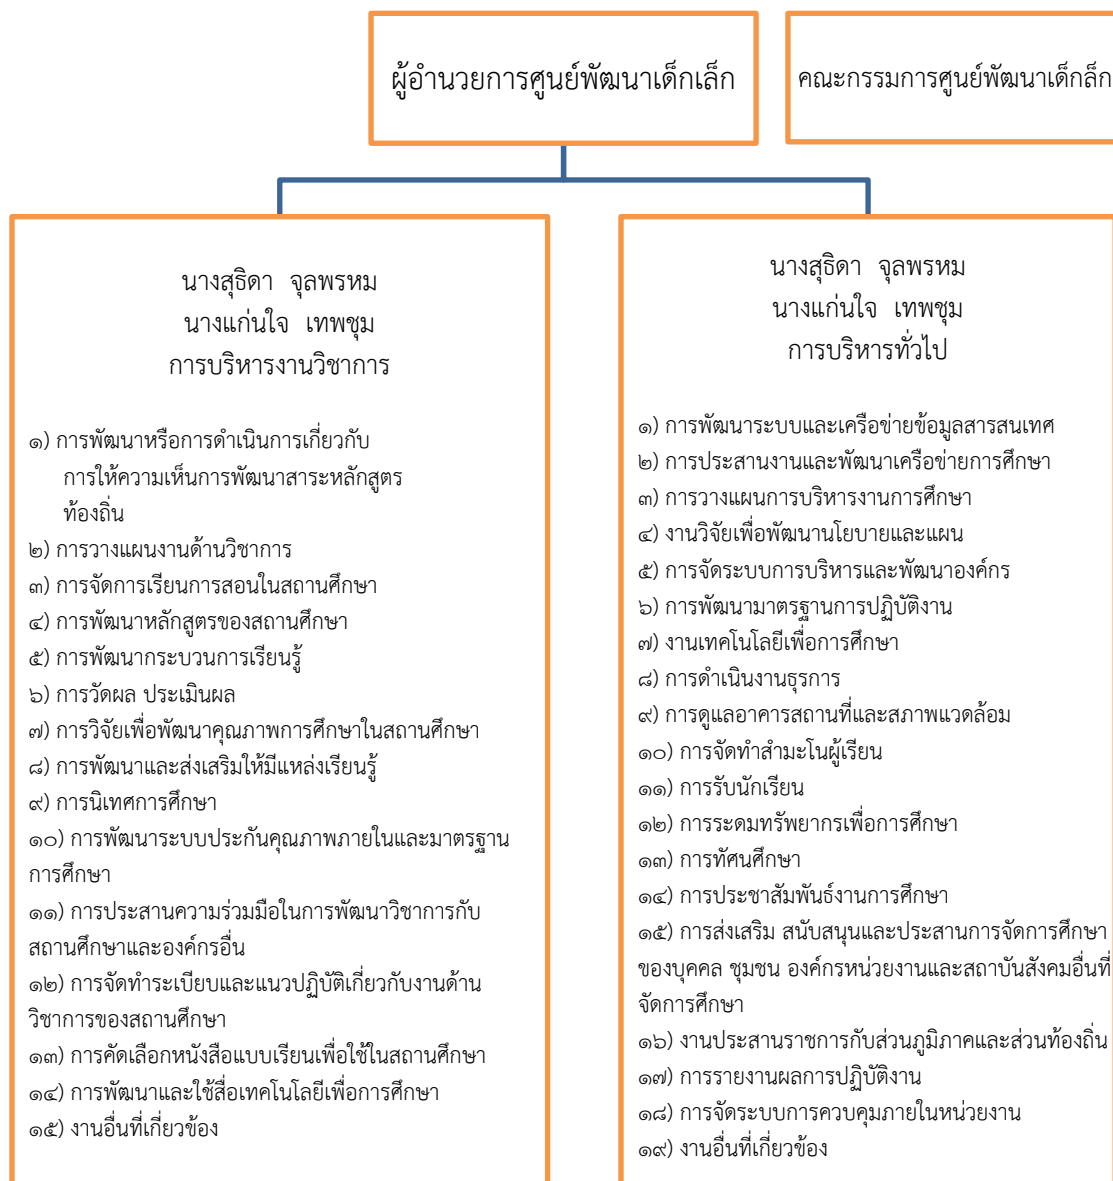 ผู้อำนวยการศูนย์พัฒนาเด็กเล็ก
คณะกรรมการศูนย์พัฒนาเด็กล็ก
นางสุธิดา จุลพรหม
นางแก่นใจ เทพชุม
การบริหารงานวิชาการ
๑) การพัฒนาหรือการดำเนินการเกี่ยวกับ
การให้ความเห็นการพัฒนาสาระหลักสูตร
ท้องถิ่น
๒) การวางแผนงานด้านวิชาการ
๓) การจัดการเรียนการสอนในสถานศึกษา
๔) การพัฒนาหลักสูตรของสถานศึกษา
๕) การพัฒนากระบวนการเรียนรู้
๖) การวัดผล ประเมินผล
๗) การวิจัยเพื่อพัฒนาคุณภาพการศึกษาในสถานศึกษา
๘) การพัฒนาและส่งเสริมให้มีแหล่งเรียนรู้
๙) การนิเทศการศึกษา
๑๐) การพัฒนาระบบประกันคุณภาพภายในและมาตรฐาน
การศึกษา
๑๑) การประสานความร่วมมือในการพัฒนาวิชาการกับ
สถานศึกษาและองค์กรอื่น
๑๒) การจัดทำระเบียบและแนวปฏิบัติเกี่ยวกับงานด้าน
วิชาการของสถานศึกษา
๑๓) การคัดเลือกหนังสือแบบเรียนเพื่อใช้ในสถานศึกษา
๑๔) การพัฒนาและใช้สื่อเทคโนโลยีเพื่อการศึกษา
๑๕) งานอื่นที่เกี่ยวข้อง
นางสุธิดา จุลพรหม
นางแก่นใจ เทพชุม
การบริหารทั่วไป
๑) การพัฒนาระบบและเครือข่ายข้อมูลสารสนเทศ
๒) การประสานงานและพัฒนาเครือข่ายการศึกษา
๓) การวางแผนการบริหารงานการศึกษา
๔) งานวิจัยเพื่อพัฒนานโยบายและแผน
๕) การจัดระบบการบริหารและพัฒนาองค์กร
๖) การพัฒนามาตรฐานการปฏิบัติงาน
๗) งานเทคโนโลยีเพื่อการศึกษา
๘) การดำเนินงานธุรการ
๙) การดูแลอาคารสถานที่และสภาพแวดล้อม
๑๐) การจัดทำสำมะโนผู้เรียน
๑๑) การรับนักเรียน
๑๒) การระดมทรัพยากรเพื่อการศึกษา
๑๓) การทัศนศึกษา
๑๔) การประชาสัมพันธ์งานการศึกษา
๑๕) การส่งเสริม สนับสนุนและประสานการจัดการศึกษา
ของบุคคล ชุมชน องค์กรหน่วยงานและสถาบันสังคมอื่นที่
จัดการศึกษา
๑๖) งานประสานราชการกับส่วนภูมิภาคและส่วนท้องถิ่น
๑๗) การรายงานผลการปฏิบัติงาน
๑๘) การจัดระบบการควบคุมภายในหน่วยงาน
๑๙) งานอื่นที่เกี่ยวข้อง